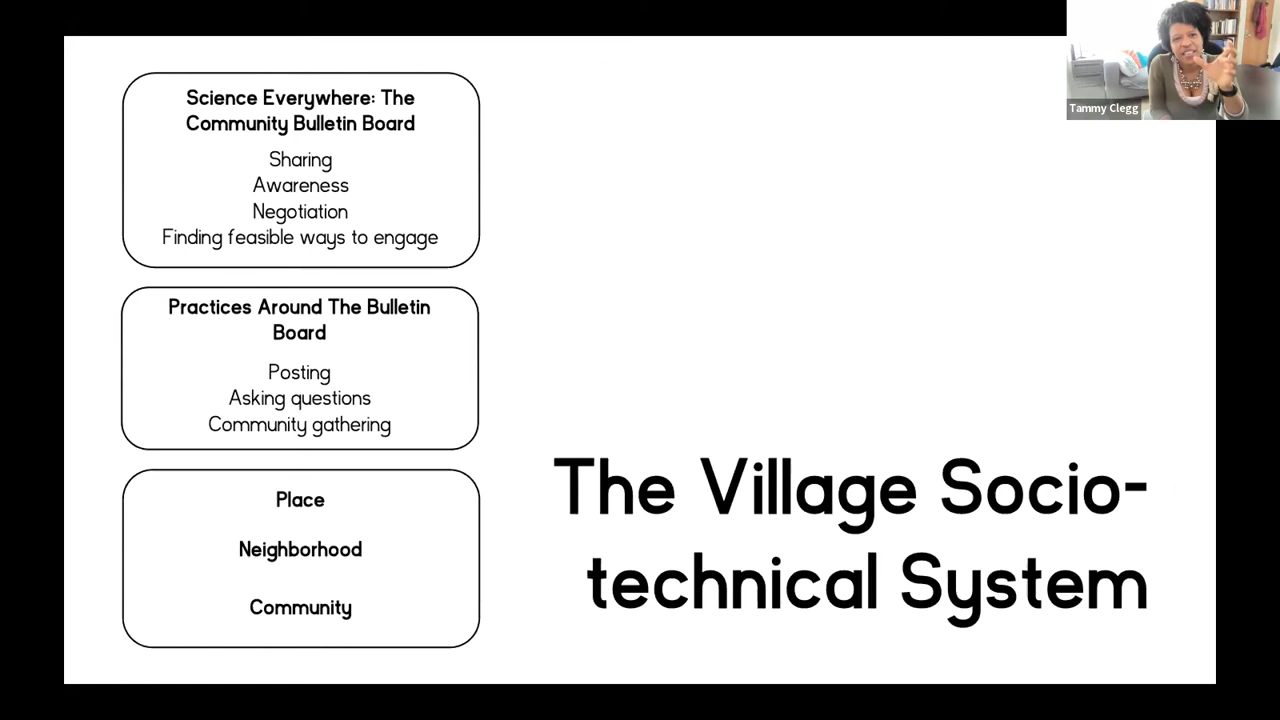 Science Everywhere: The
Community Bulletin Board
Sharing
Awareness
Negotiation
Finding feasible ways to engage
Practices Around The Bulletin
Board
Posting
Asking questions
Community gathering
Place
Neighborhood
Community
The Village Socio-
technical System
Tammy Clegg